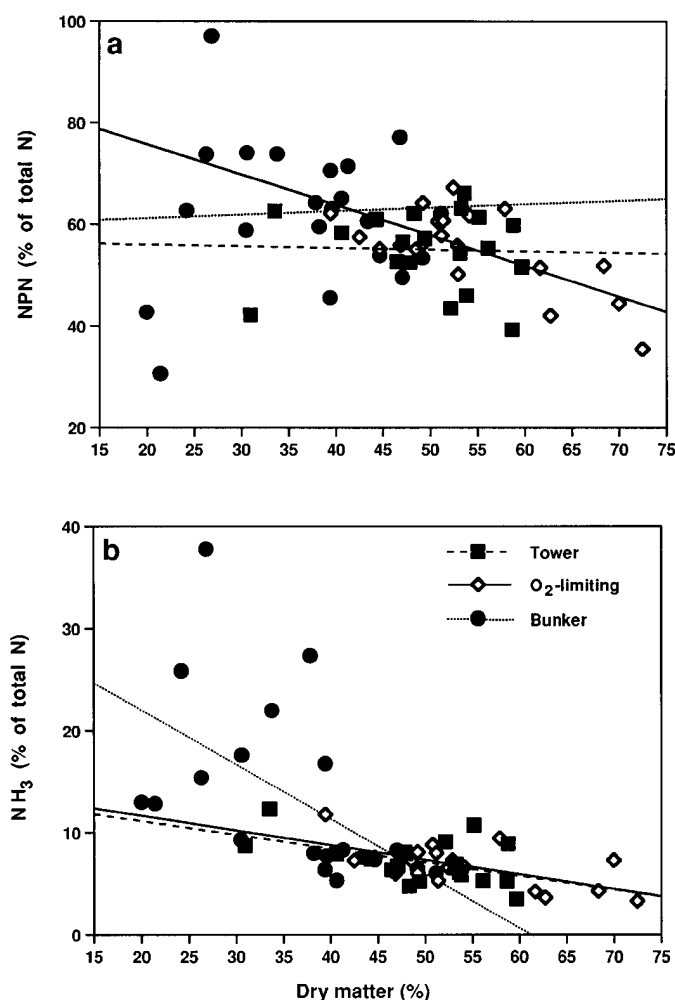 a
NPN (% of total N)
100
80
60
40
20
15 20 25 30 35 40 45 50 55 60 65 70 75
b
NH3 (% of total N)
40
30
20
10
0
Tower
O2-limiting
Bunker
15 20 25 30 35 40 45 50 55 60 65 70 75
Dry matter (%)